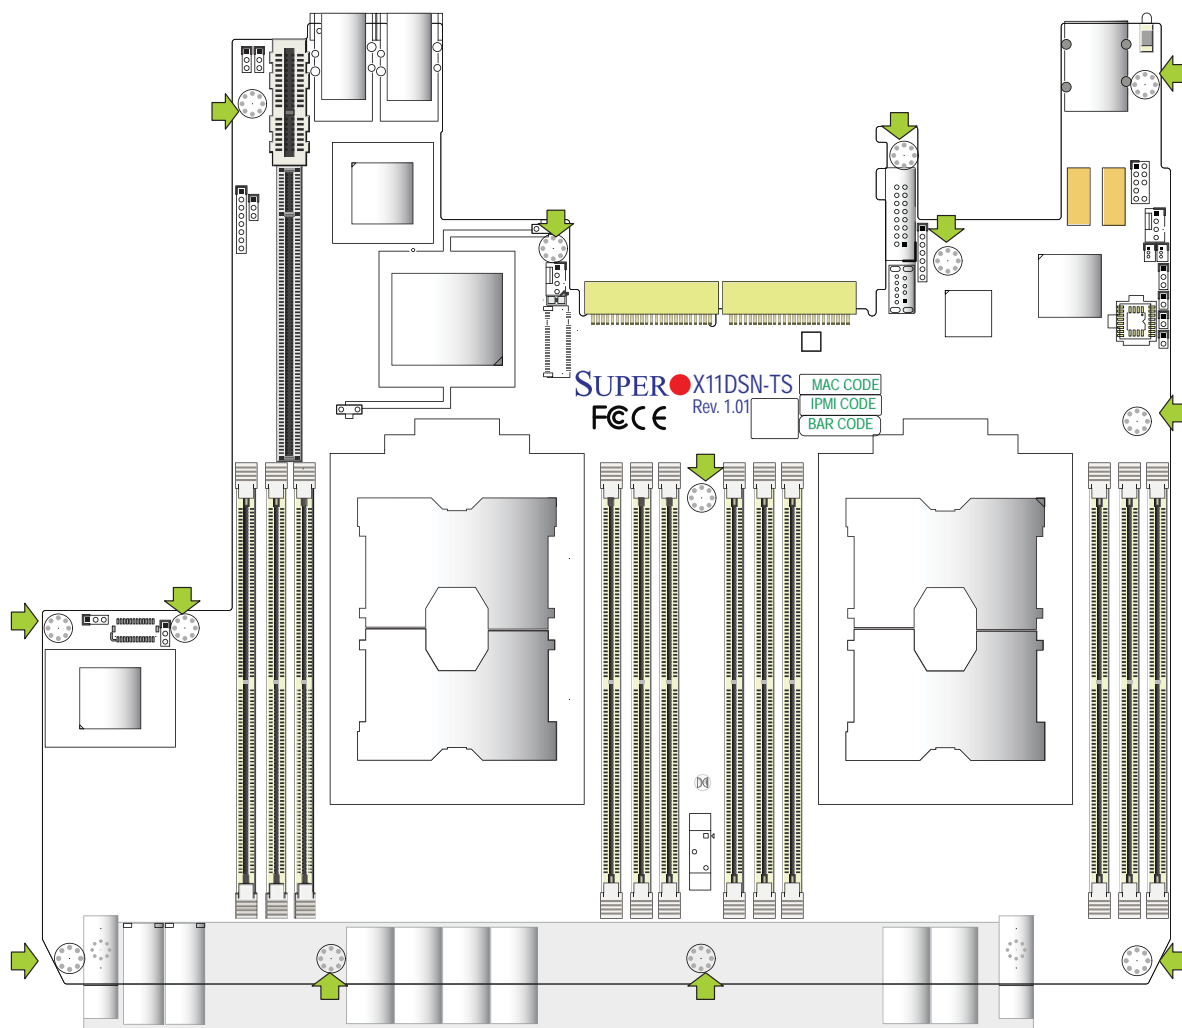 SUPER X11DSN-TS
Rev. 1.01
FC CE
MAC CODE
IPMI CODE
BAR CODE